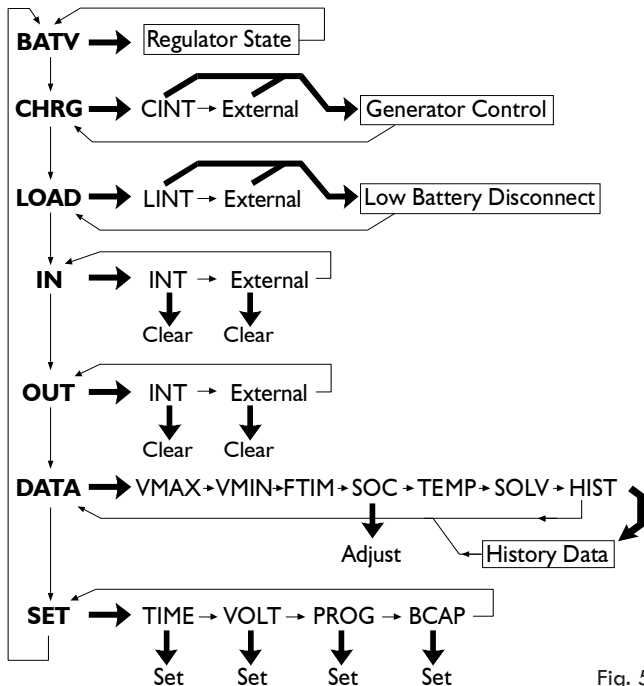 BATV Regulator State
CHRG CINT External Generator Control
LOAD LINT External Low Battery Disconnect
IN INT External
Clear Clear
OUT INT External
Clear Clear
DATA VMAX VMIN FTIM SOC TEMP SOLV HIST
Adjust History Data
SET TIME VOLT PROG BCAP
Set Set Set Set
Fig. 5